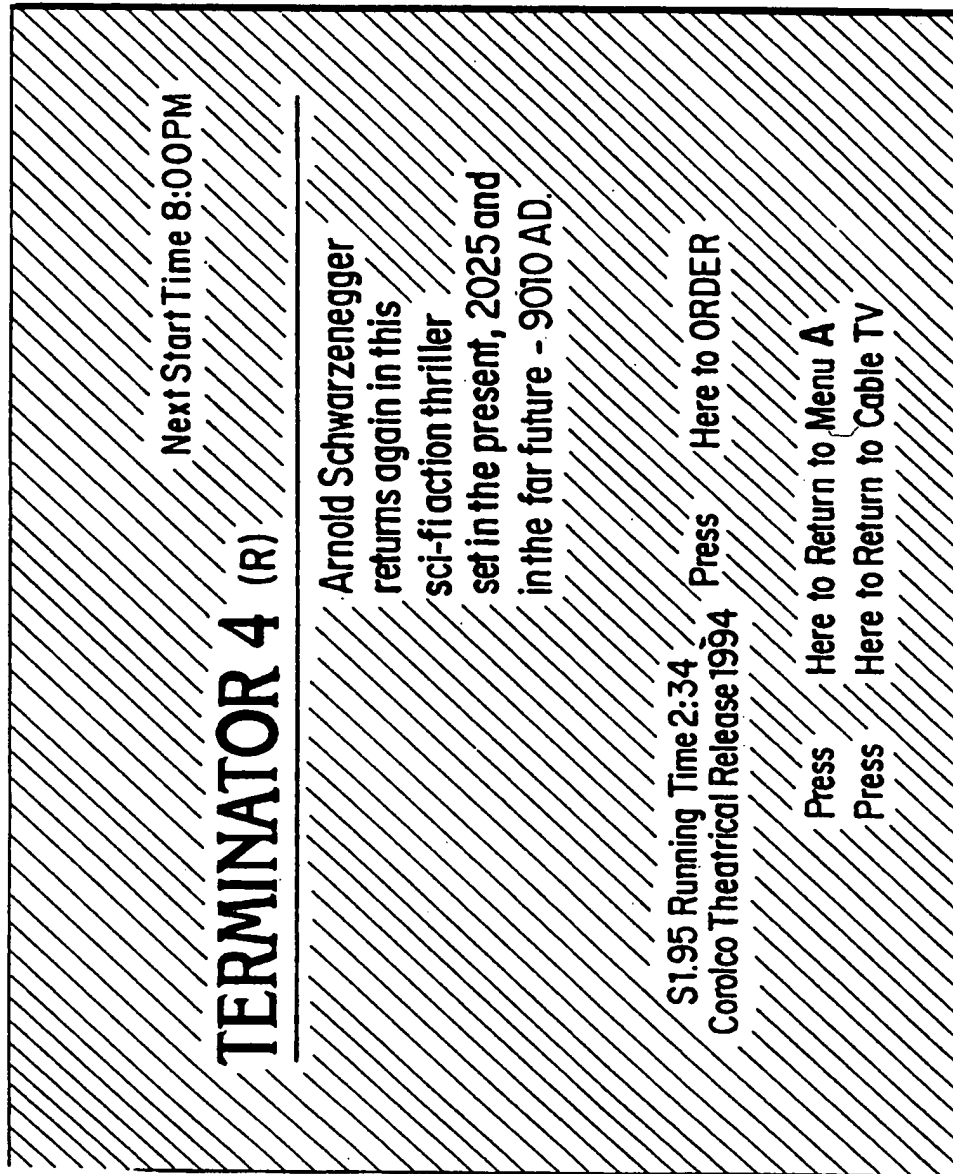 Next Start Time 8:00PM
TERMINATOR 4 (R)
Arnold Schwarzenegger
returns again in this
sci-fi action thriller
set in the present, 2025 and
in the far future - 9010 AD.
S1.95 Running Time 2:34
Corolco Theatrical Release 1994
Press Here to ORDER
Press Here to Return to Menu A
Press Here to Return to Cable TV